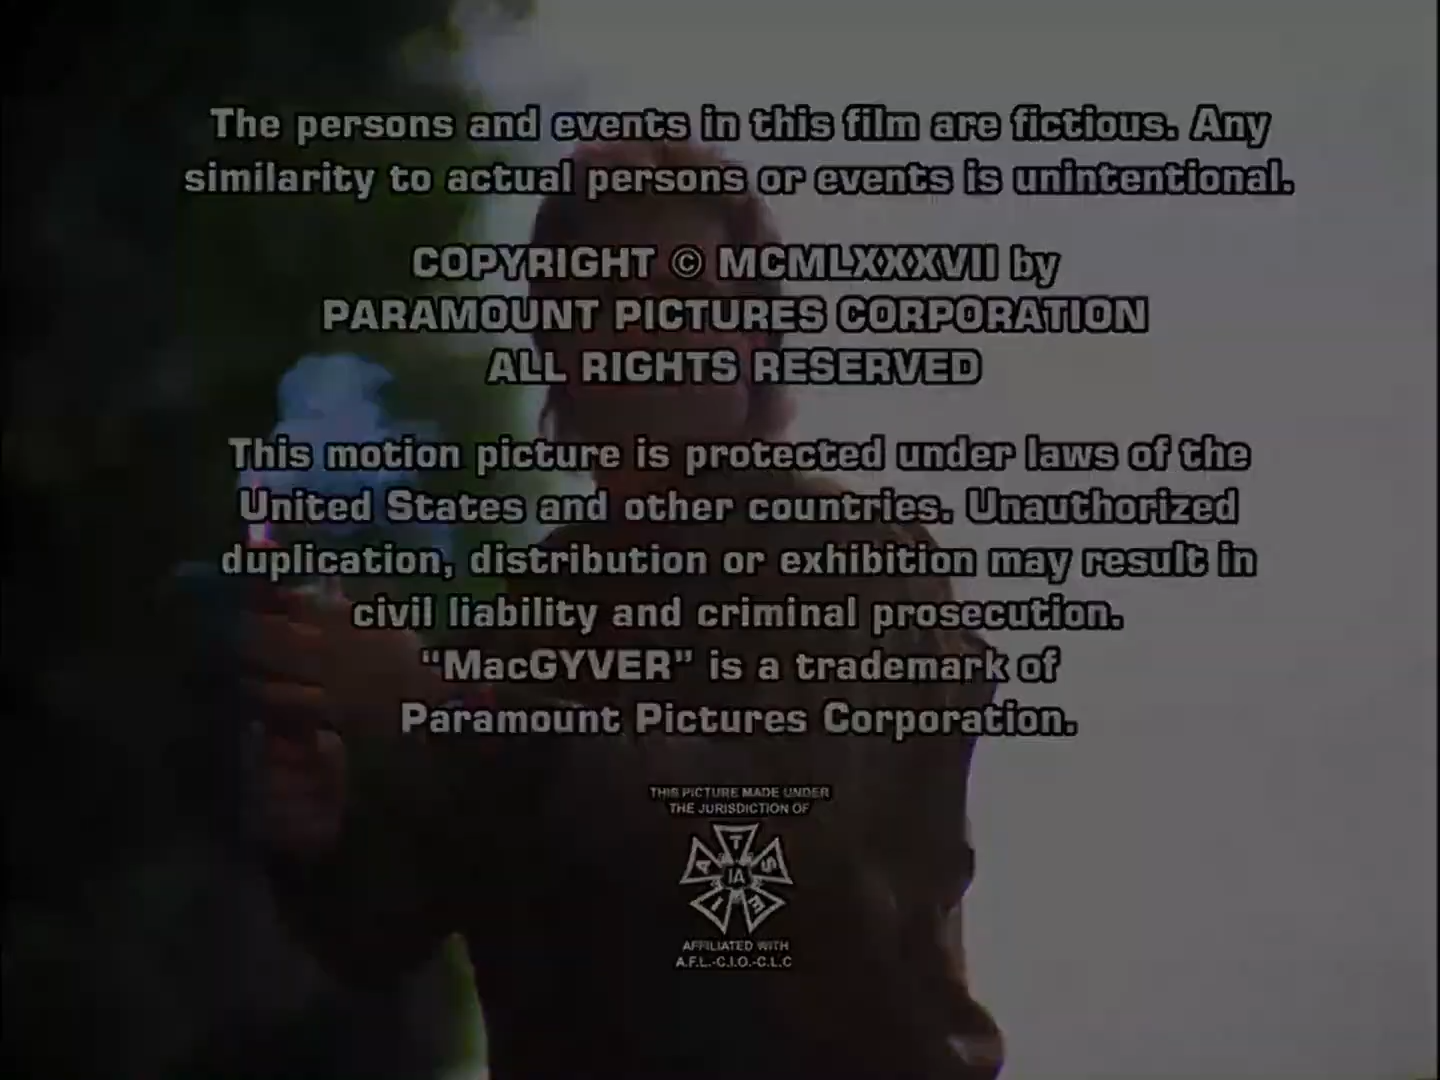 The persons and events in this film are fictious. Any
similarity to actual persons or events is unintentional.
COPYRIGHT © MCMLXXXVII by
PARAMOUNT PICTURES CORPORATION
ALL RIGHTS RESERVED
This motion picture is protected under laws of the
United States and other countries. Unauthorized
duplication, distribution or exhibition may result in
civil liability and criminal prosecution.
“MacGYVER” is a trademark of
Paramount Pictures Corporation.
THIS PICTURE MADE UNDER
THE JURISDICTION OF
I A T S E
IA
AFFILIATED WITH
A.F.L.-C.I.O.-C.L.C